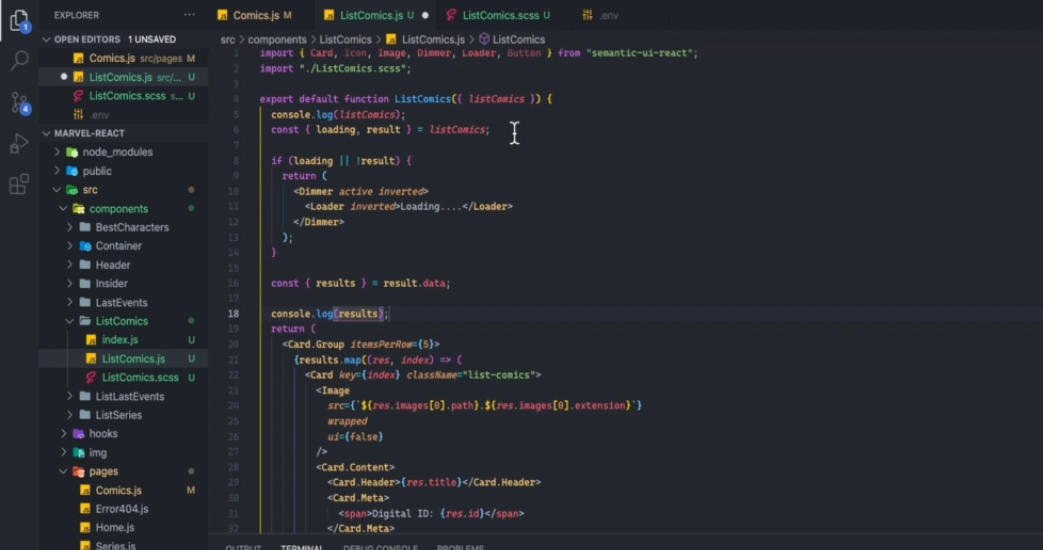 EXPLORER ...
OPEN EDITORS 1 UNSAVED
Comics.js src/pages M
ListComics.js src/... U
ListComics.scss s... U
.env
MARVEL-REACT
node_modules
public
src
components
BestCharacters
Container
Header
Insider
LastEvents
ListComics
index.js U
ListComics.js U
ListComics.scss U
ListLastEvents
ListSeries
hooks
img
pages
Comics.js M
Error404.js
Home.js
Series.js
1
4
Comics.js M
ListComics.js U
ListComics.scss U
.env
src > components > ListComics > ListComics.js > ListComics
1 import { Card, Icon, Image, Dimmer, Loader, Button } from "semantic-ui-react";
2 import "./ListComics.scss";
3
4 export default function ListComics({ listComics }) {
5 console.log(listComics);
6 const { loading, result } = listComics;
7
8 if (loading || !result) {
9 return (
10 <Dimmer active inverted>
11 <Loader inverted>Loading....</Loader>
12 </Dimmer>
13 );
14 }
15
16 const { results } = result.data;
17
18 console.log(results);
19 return (
20 <Card.Group itemsPerRow={5}>
21 {results.map((res, index) => (
22 <Card key={index} className="list-comics">
23 <Image
24 src={`${res.images[0].path}.${res.images[0].extension}`}
25 wrapped
26 ui={false}
27 />
28 <Card.Content>
29 <Card.Header>{res.title}</Card.Header>
30 <Card.Meta>
31 <span>Digital ID: {res.id}</span>
32 </Card.Meta>
OUTPUT TERMINAL DEBUG CONSOLE PROBLEMS